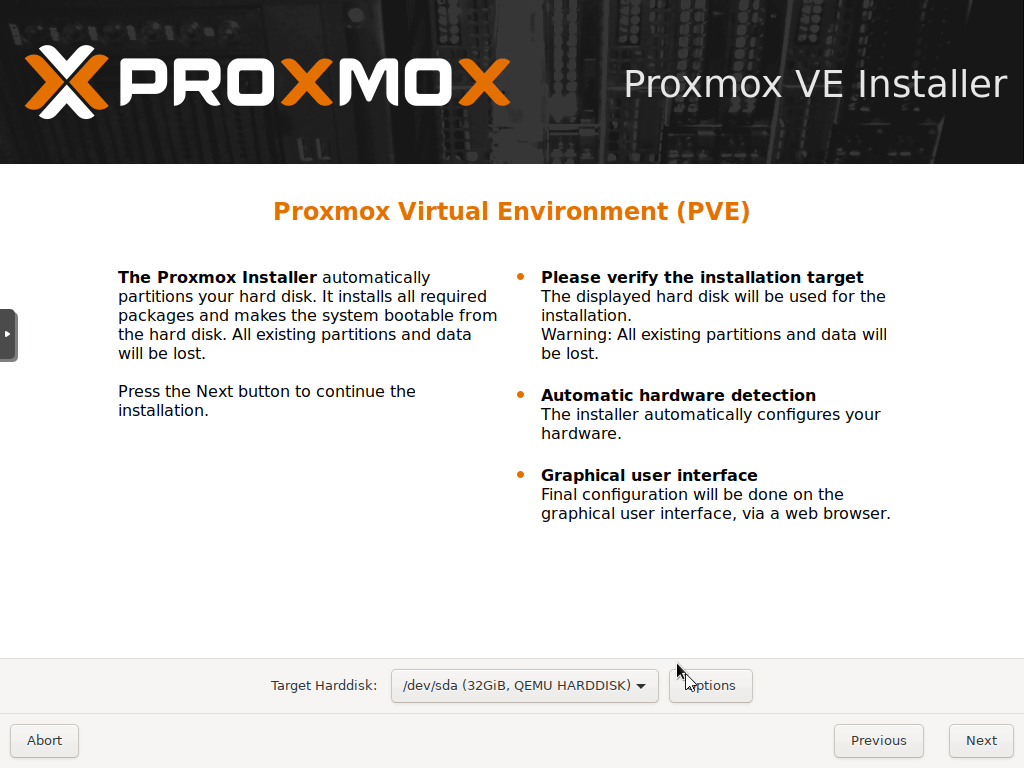 PROXMOX
Proxmox VE Installer
Proxmox Virtual Environment (PVE)
The Proxmox Installer automatically
partitions your hard disk. It installs all required
packages and makes the system bootable from
the hard disk. All existing partitions and data
will be lost.
Press the Next button to continue the
installation.
Please verify the installation target
The displayed hard disk will be used for the
installation.
Warning: All existing partitions and data will
be lost.
Automatic hardware detection
The installer automatically configures your
hardware.
Graphical user interface
Final configuration will be done on the
graphical user interface, via a web browser.
Target Harddisk: /dev/sda (32GiB, QEMU HARDDISK) Options
Abort Previous Next